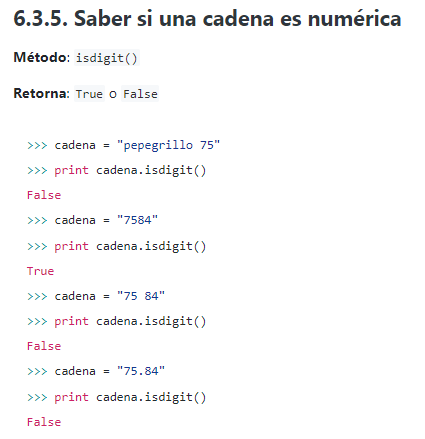 6.3.5. Saber si una cadena es numérica
Método: isdigit()
Retorna: True o False
>>> cadena = "pepegrillo 75"
>>> print cadena.isdigit()
False
>>> cadena = "7584"
>>> print cadena.isdigit()
True
>>> cadena = "75 84"
>>> print cadena.isdigit()
False
>>> cadena = "75.84"
>>> print cadena.isdigit()
False